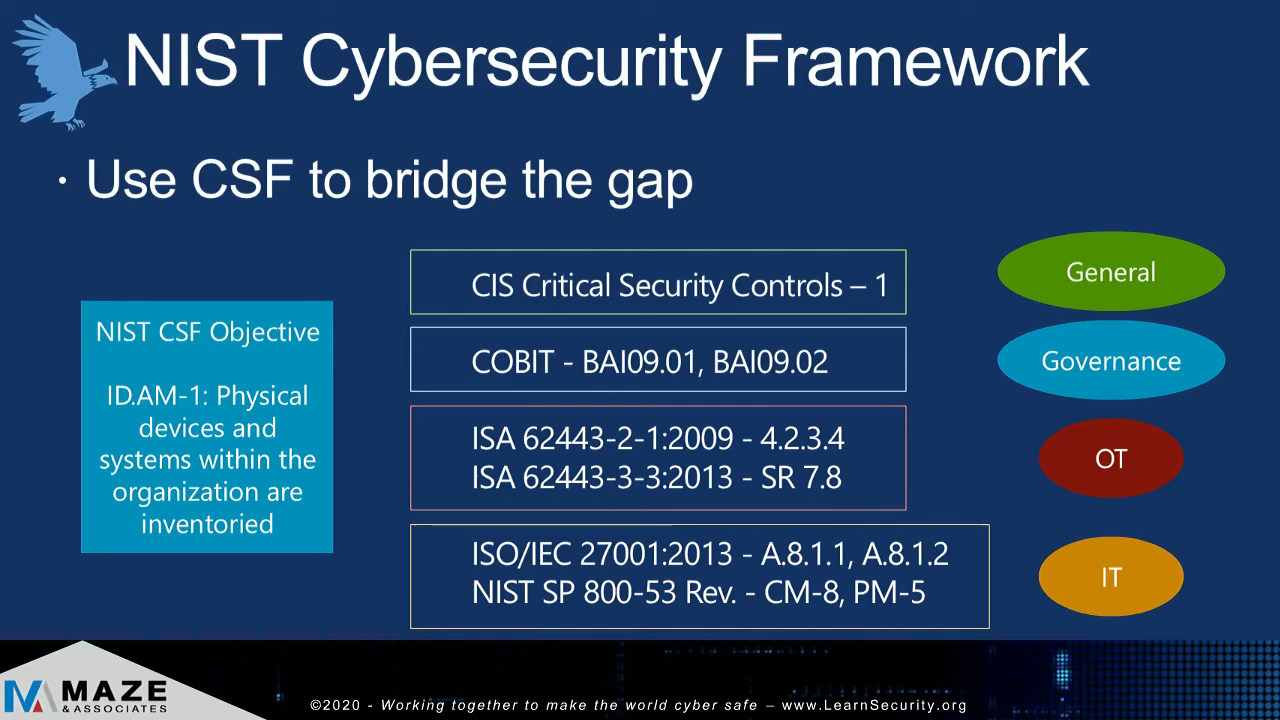 NIST Cybersecurity Framework
· Use CSF to bridge the gap
NIST CSF Objective
ID.AM-1: Physical
devices and
systems within the
organization are
inventoried
CIS Critical Security Controls – 1
General
COBIT - BAI09.01, BAI09.02
Governance
ISA 62443-2-1:2009 - 4.2.3.4
ISA 62443-3-3:2013 - SR 7.8
OT
ISO/IEC 27001:2013 - A.8.1.1, A.8.1.2
NIST SP 800-53 Rev. - CM-8, PM-5
IT
MAZE
& ASSOCIATES
©2020 - Working together to make the world cyber safe – www.LearnSecurity.org